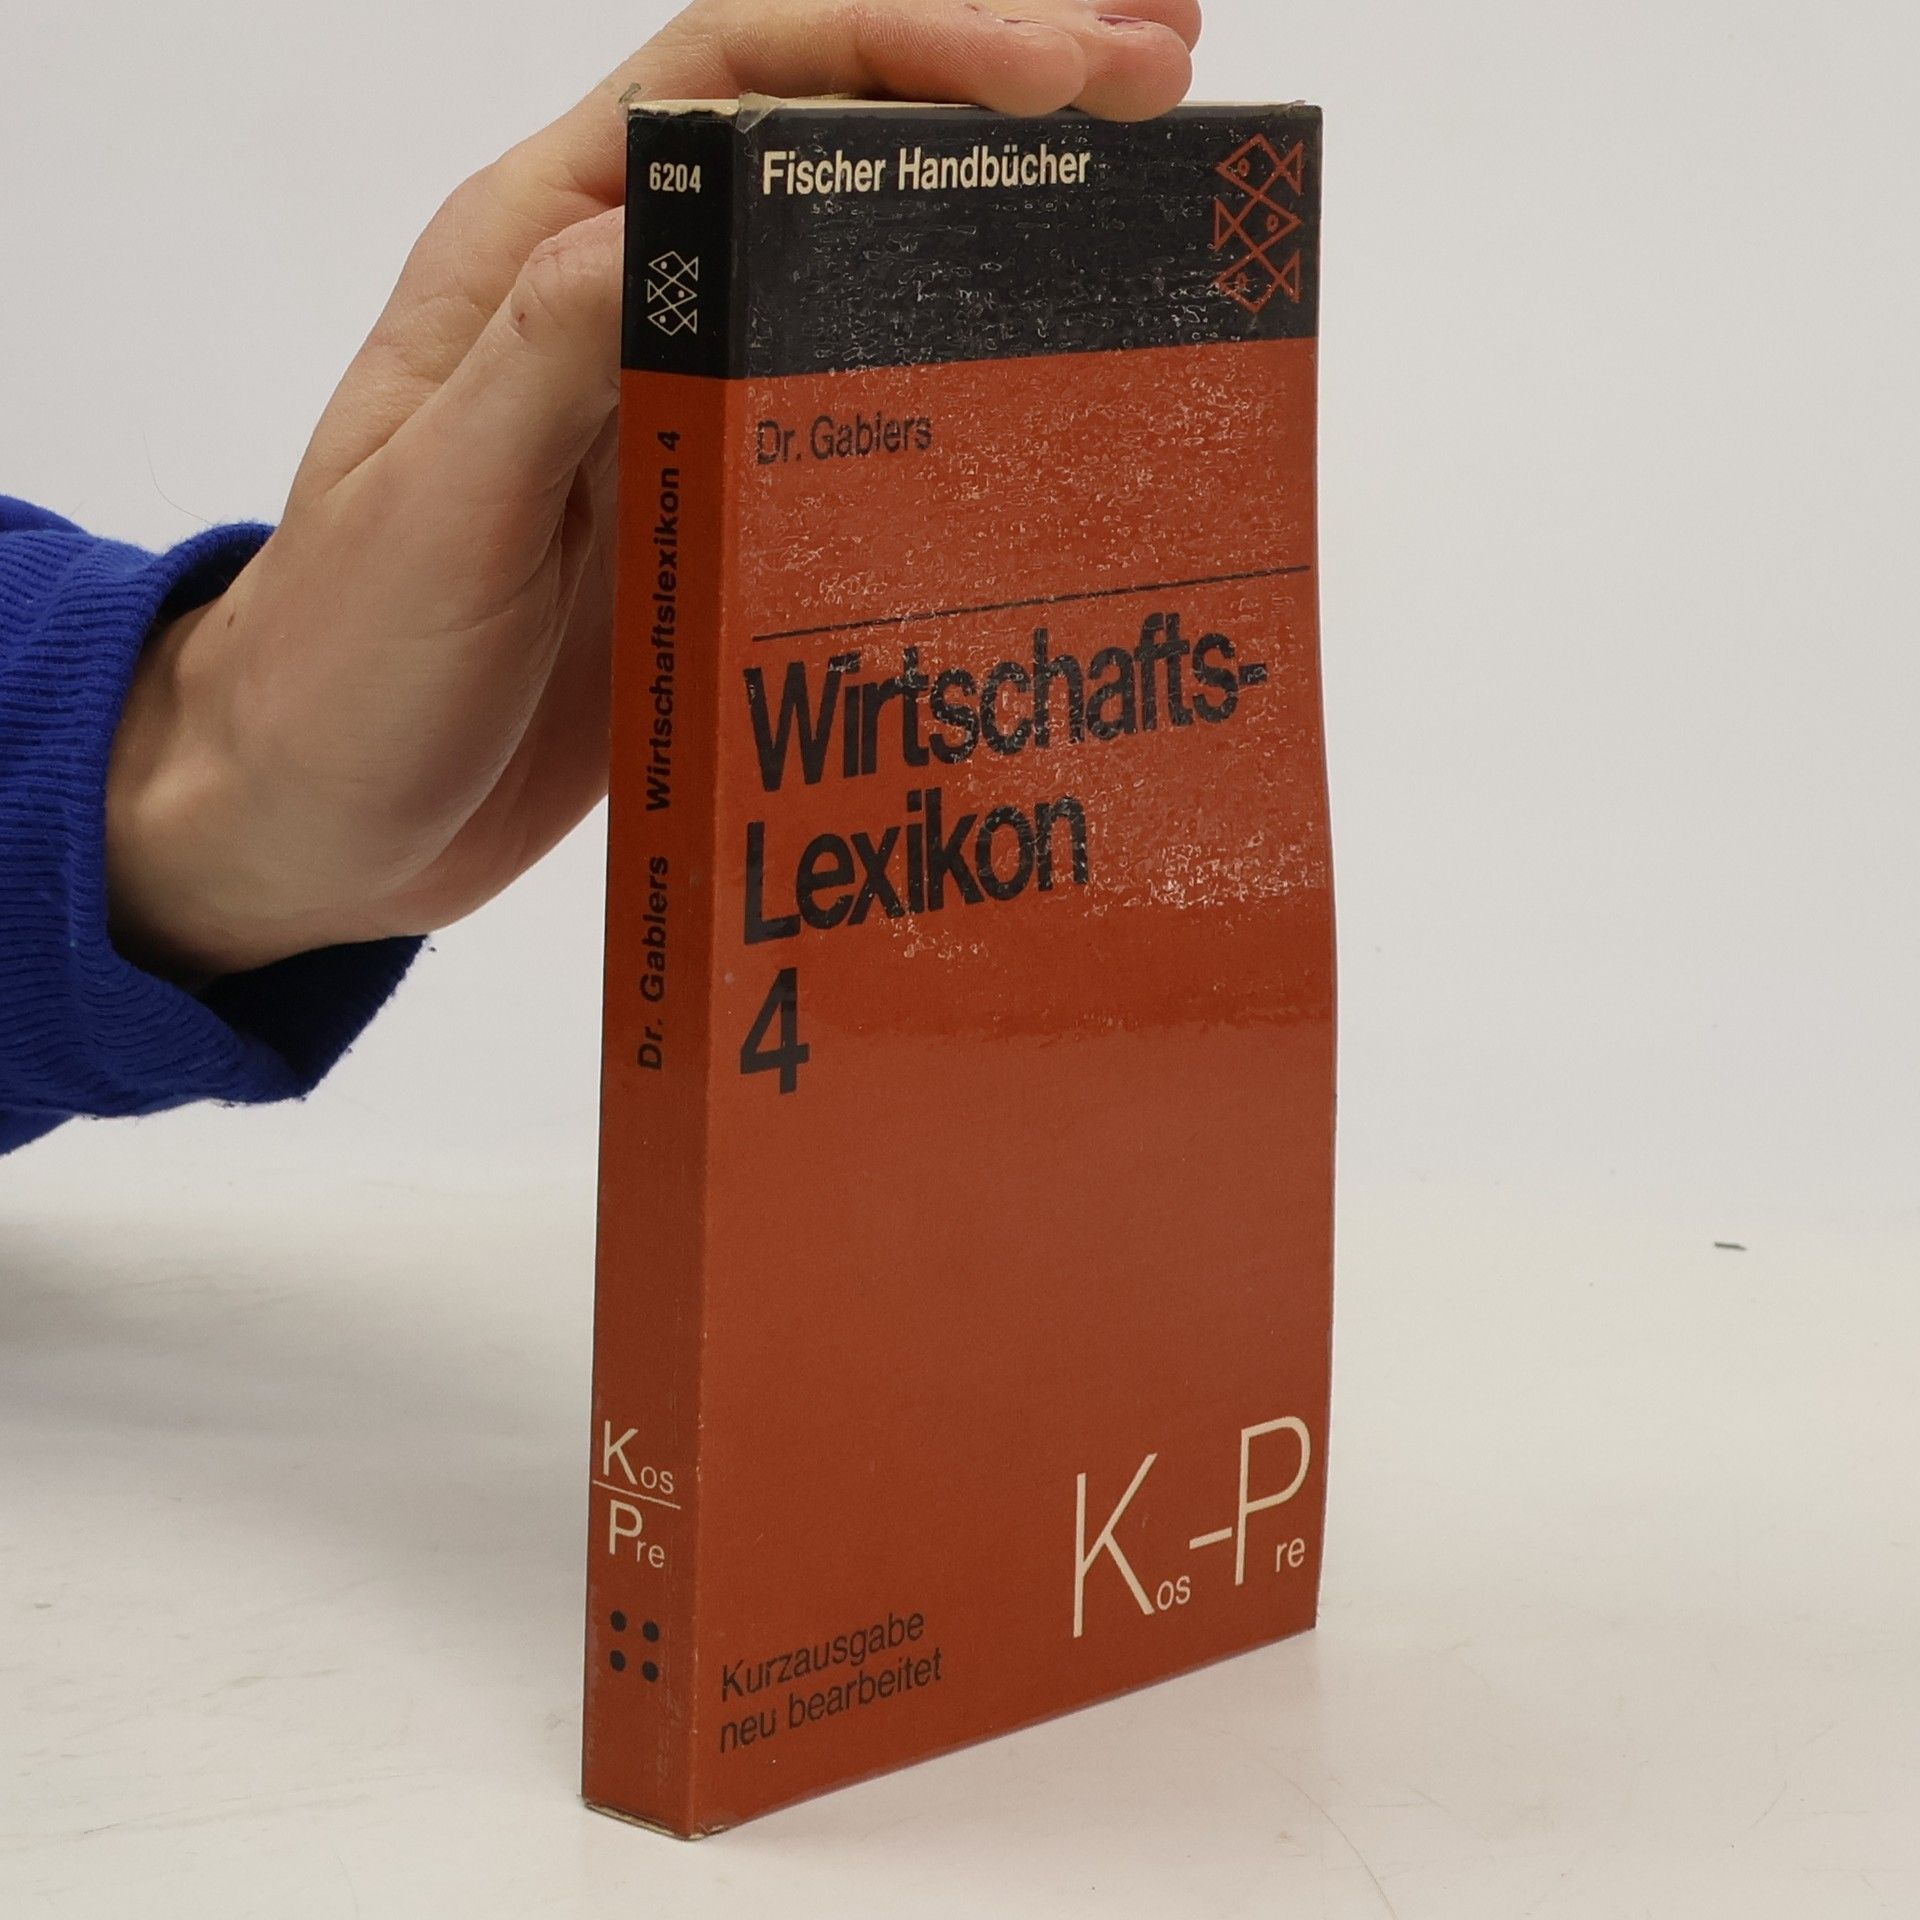 6204
Dr. Gablers Wirtschaftslexikon 4
Kos
Pre
Fischer Handbücher
Dr. Gablers
Wirtschafts-
Lexikon
4
Kos-Pre
Kurzausgabe
neu bearbeitet